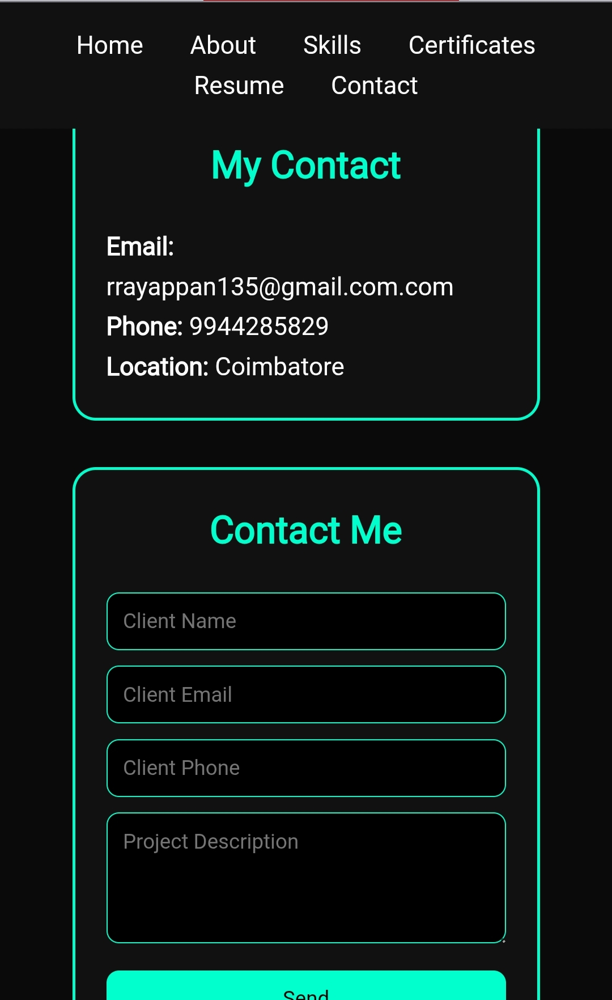 Home About Skills Certificates
Resume Contact
My Contact
Email:
rrayappan135@gmail.com.com
Phone: 9944285829
Location: Coimbatore
Contact Me
Client Name
Client Email
Client Phone
Project Description
Send